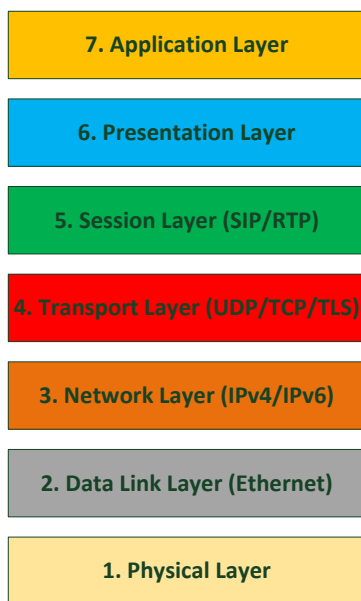 7. Application Layer
6. Presentation Layer
5. Session Layer (SIP/RTP)
4. Transport Layer (UDP/TCP/TLS)
3. Network Layer (IPv4/IPv6)
2. Data Link Layer (Ethernet)
1. Physical Layer